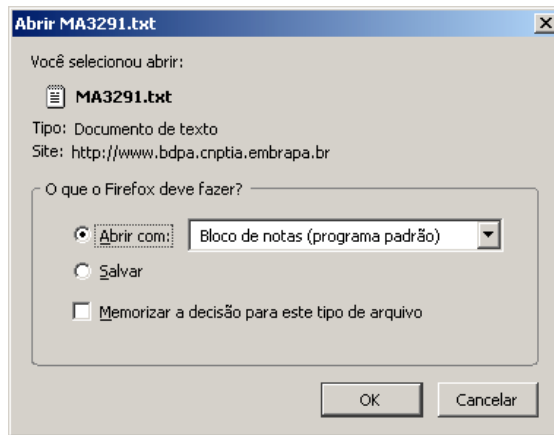 Abrir MA3291.txt
Você selecionou abrir:
MA3291.txt
Tipo: Documento de texto
Site: http://www.bdpa.cnptia.embrapa.br
O que o Firefox deve fazer?
Abrir com: Bloco de notas (programa padrão)
Salvar
Memorizar a decisão para este tipo de arquivo
OK Cancelar